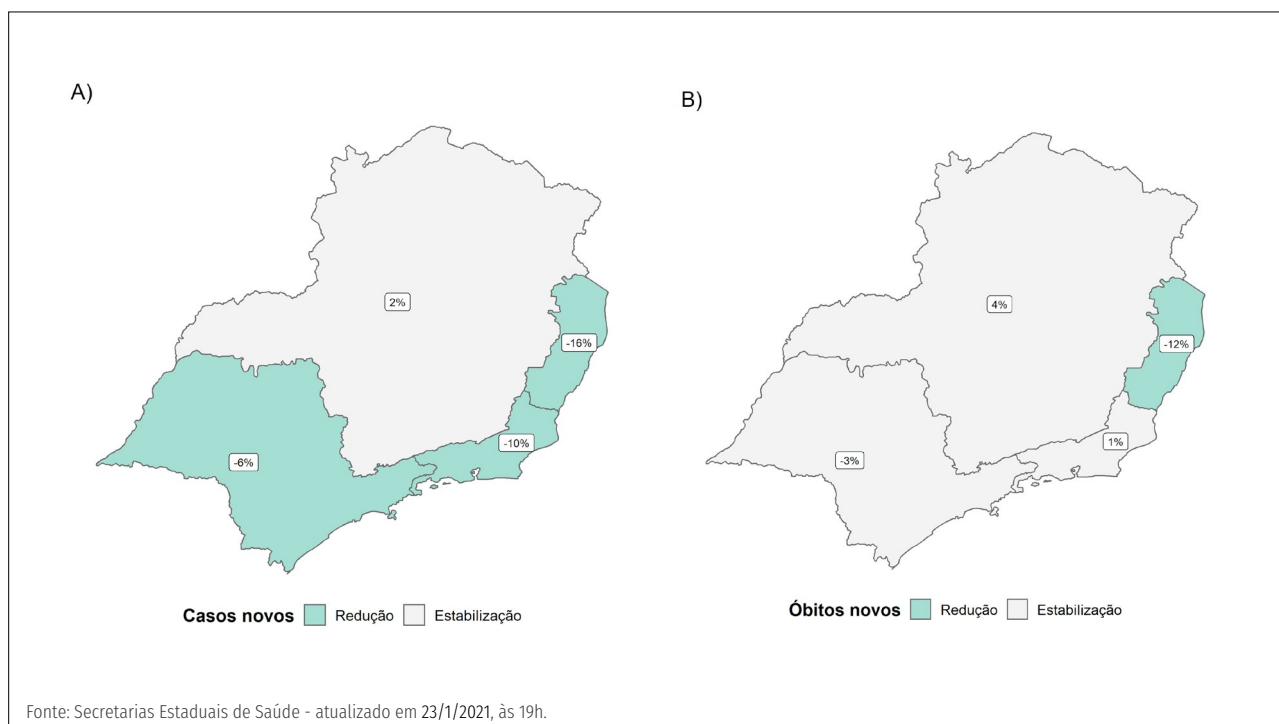 A)
2%
-16%
-10%
-6%
Casos novos Redução Estabilização
B)
4%
-12%
1%
-3%
Óbitos novos Redução Estabilização
Fonte: Secretarias Estaduais de Saúde - atualizado em 23/1/2021, às 19h.